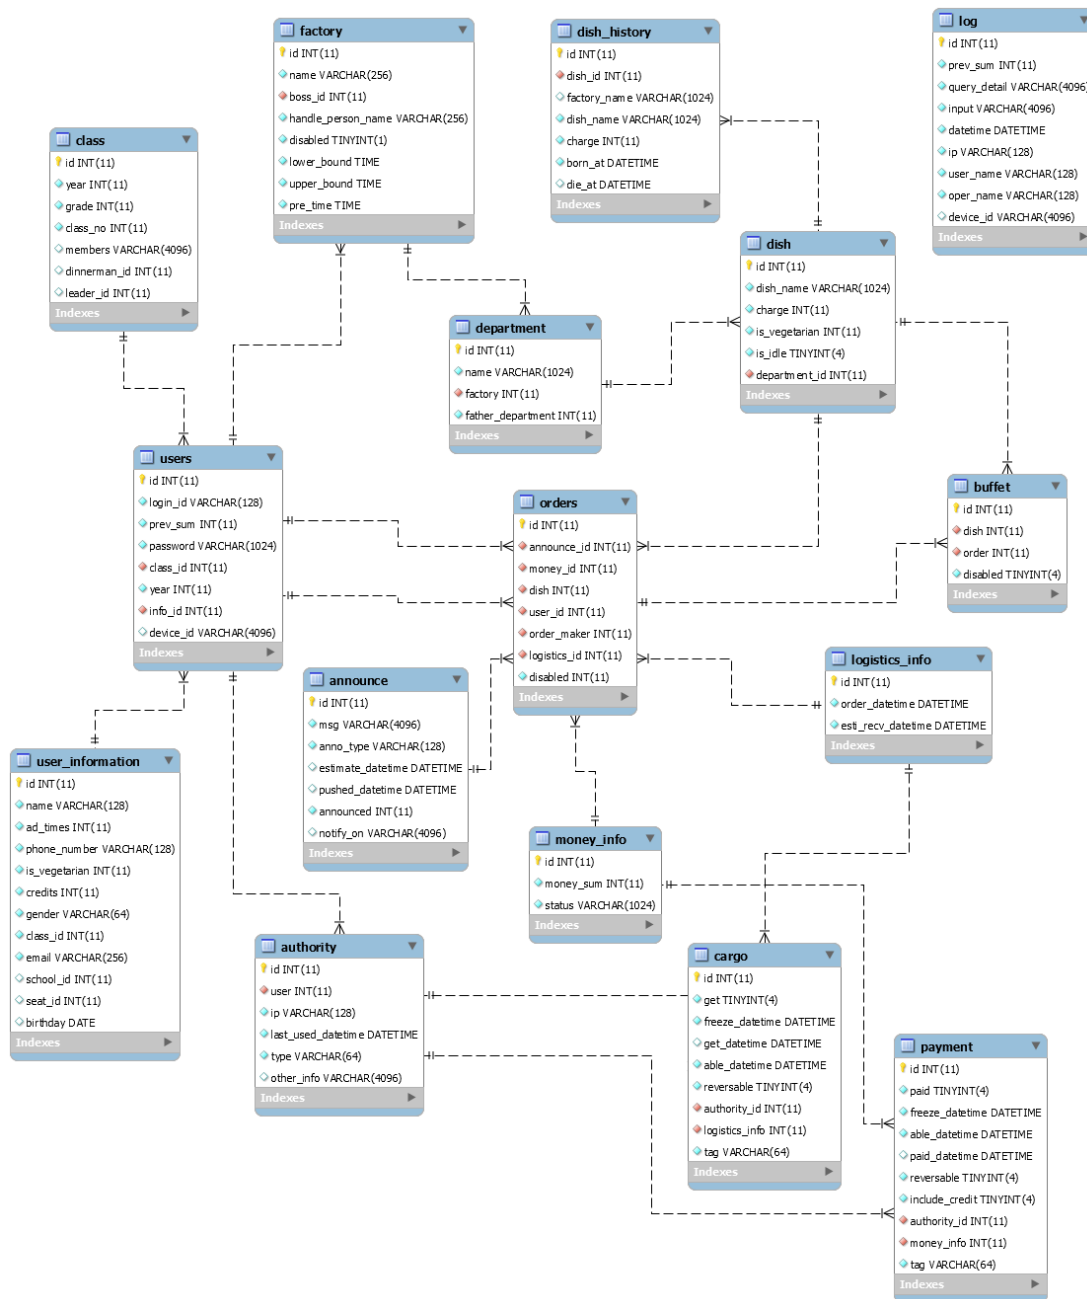 factory
id INT(11)
name VARCHAR(256)
boss_id INT(11)
handle_person_name VARCHAR(256)
disabled TINYINT(1)
lower_bound TIME
upper_bound TIME
pre_time TIME
Indexes
dish_history
id INT(11)
dish_id INT(11)
factory_name VARCHAR(1024)
dish_name VARCHAR(1024)
charge INT(11)
born_at DATETIME
die_at DATETIME
Indexes
log
id INT(11)
prev_sum INT(11)
query_detail VARCHAR(4096)
input VARCHAR(4096)
datetime DATETIME
ip VARCHAR(128)
user_name VARCHAR(128)
oper_name VARCHAR(128)
device_id VARCHAR(4096)
Indexes
class
id INT(11)
year INT(11)
grade INT(11)
class_no INT(11)
members VARCHAR(4096)
dinnerman_id INT(11)
leader_id INT(11)
Indexes
dish
id INT(11)
dish_name VARCHAR(1024)
charge INT(11)
is_vegetarian INT(11)
is_idle TINYINT(4)
department_id INT(11)
Indexes
department
id INT(11)
name VARCHAR(1024)
factory INT(11)
father_department INT(11)
Indexes
users
id INT(11)
login_id VARCHAR(128)
prev_sum INT(11)
password VARCHAR(1024)
class_id INT(11)
year INT(11)
info_id INT(11)
device_id VARCHAR(4096)
Indexes
orders
id INT(11)
announce_id INT(11)
money_id INT(11)
dish INT(11)
user_id INT(11)
order_maker INT(11)
logistics_id INT(11)
disabled INT(11)
Indexes
buffet
id INT(11)
dish INT(11)
order INT(11)
disabled TINYINT(4)
Indexes
announce
id INT(11)
msg VARCHAR(4096)
anno_type VARCHAR(128)
estimate_datetime DATETIME
pushed_datetime DATETIME
announced INT(11)
notify_on VARCHAR(4096)
Indexes
logistics_info
id INT(11)
order_datetime DATETIME
esti_recv_datetime DATETIME
Indexes
user_information
id INT(11)
name VARCHAR(128)
ad_times INT(11)
phone_number VARCHAR(128)
is_vegetarian INT(11)
credits INT(11)
gender VARCHAR(64)
class_id INT(11)
email VARCHAR(256)
school_id INT(11)
seat_id INT(11)
birthday DATE
Indexes
money_info
id INT(11)
money_sum INT(11)
status VARCHAR(1024)
Indexes
authority
id INT(11)
user INT(11)
ip VARCHAR(128)
last_used_datetime DATETIME
type VARCHAR(64)
other_info VARCHAR(4096)
Indexes
cargo
id INT(11)
get TINYINT(4)
freeze_datetime DATETIME
get_datetime DATETIME
able_datetime DATETIME
reversable TINYINT(4)
authority_id INT(11)
logistics_info INT(11)
tag VARCHAR(64)
Indexes
payment
id INT(11)
paid TINYINT(4)
freeze_datetime DATETIME
able_datetime DATETIME
paid_datetime DATETIME
reversable TINYINT(4)
include_credit TINYINT(4)
authority_id INT(11)
money_info INT(11)
tag VARCHAR(64)
Indexes